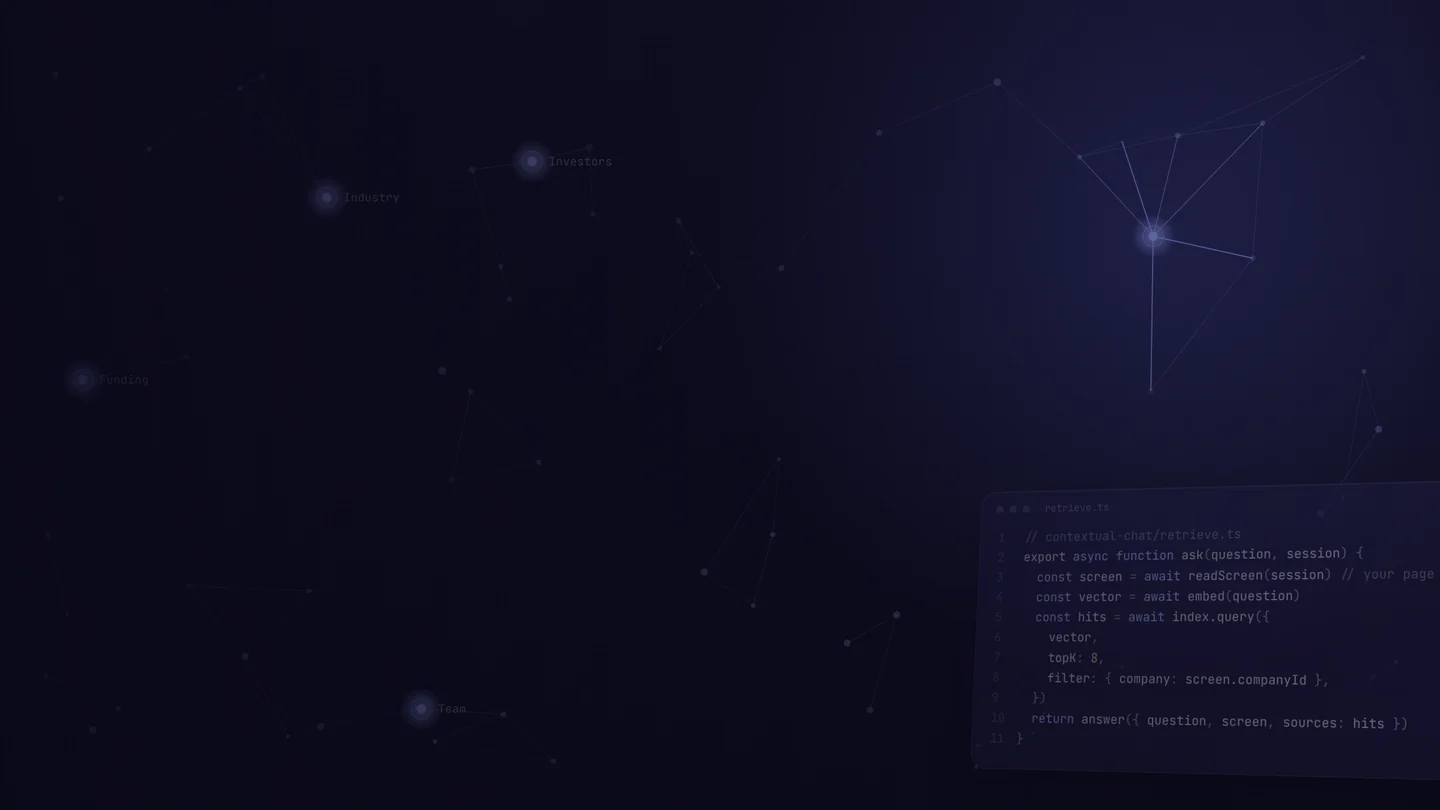 Investors
Industry
Funding
Team
retrieve.ts
1 // contextual-chat/retrieve.ts
2 export async function ask(question, session) {
3 const screen = await readScreen(session) // your page
4 const vector = await embed(question)
5 const hits = await index.query({
6 vector,
7 topK: 8,
8 filter: { company: screen.companyId },
9 })
10 return answer({ question, screen, sources: hits })
11 }